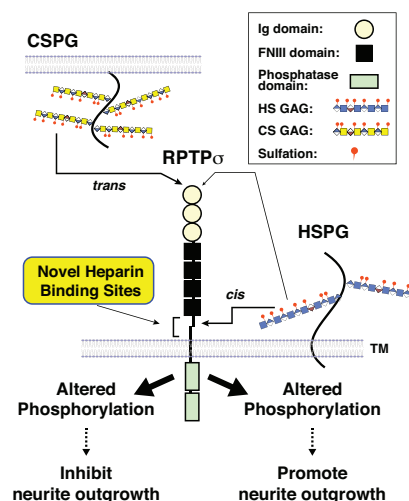 CSPG
Ig domain:
FNIII domain:
Phosphatase
domain:
HS GAG:
CS GAG:
Sulfation:
trans
RPTPσ
HSPG
Novel Heparin
Binding Sites
cis
TM
Altered
Phosphorylation
Altered
Phosphorylation
Inhibit
neurite outgrowth
Promote
neurite outgrowth